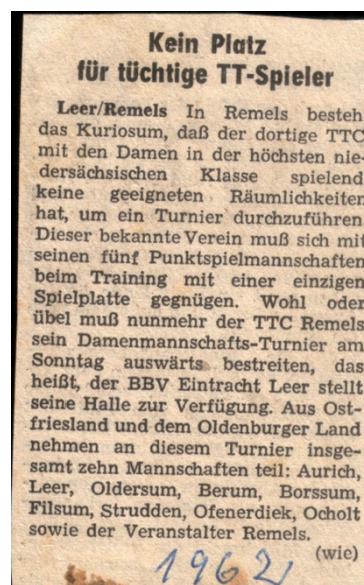 Kein Platz
für tüchtige TT-Spieler
Leer/Remels In Remels besteh
das Kuriosum, daß der dortige TTC
mit den Damen in der höchsten nie-
dersächsischen Klasse spielend
keine geeigneten Räumlichkeiten
hat, um ein Turnier durchzuführen
Dieser bekannte Verein muß sich mit
seinen fünf Punktspielmannschaften
beim Training mit einer einzigen
Spielplatte gegnügen. Wohl oder
übel muß nunmehr der TTC Remels
sein Damenmannschafts-Turnier am
Sonntag auswärts bestreiten, das
heißt, der BBV Eintracht Leer stellt
seine Halle zur Verfügung. Aus Ost-
friesland und dem Oldenburger Land
nehmen an diesem Turnier insge-
samt zehn Mannschaften teil: Aurich,
Leer, Oldersum, Berum, Borssum,
Filsum, Strudden, Ofenerdiek, Ocholt
sowie der Veranstalter Remels.
(wie)
1962